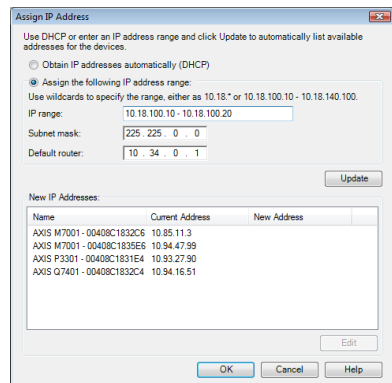 Assign IP Address
Use DHCP or enter an IP address range and click Update to automatically list available
addresses for the devices.
Obtain IP addresses automatically (DHCP)
Assign the following IP address range:
Use wildcards to specify the range, either as 10.18.* or 10.18.100.10 - 10.18.140.100.
IP range: 10.18.100.10 - 10.18.100.20
Subnet mask: 225 . 225 . 0 . 0
Default router: 10 . 34 . 0 . 1
Update
New IP Addresses:
Name Current Address New Address
AXIS M7001 - 00408C1832C6 10.85.11.3
AXIS M7001 - 00408C1835E6 10.94.47.99
AXIS P3301 - 00408C1831E4 10.93.27.90
AXIS Q7401 - 00408C1832C4 10.94.16.51
Edit
OK Cancel Help